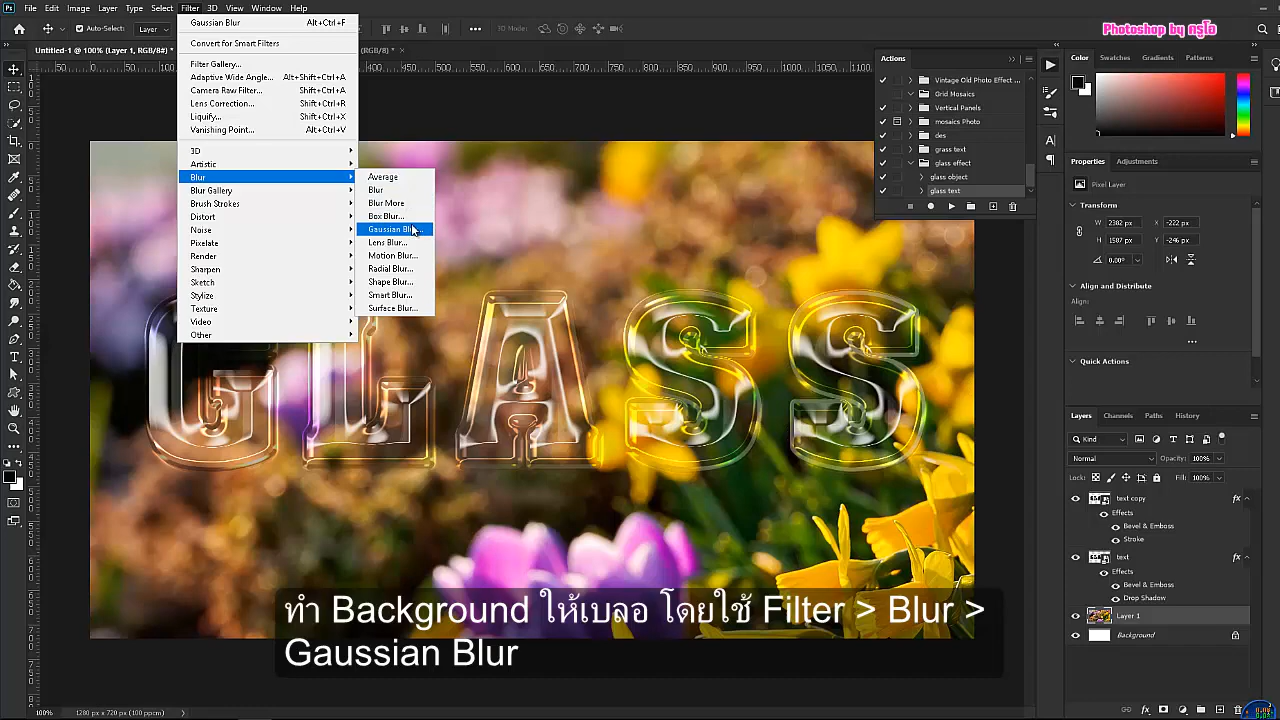 File Edit Image Layer Type Select Filter 3D View Window Help
Photoshop by ครูโอ
Auto-Select: Layer
3D Mode:
Untitled-1 @ 100% (Layer 1, RGB/8#) *
RGB/8) *
Gaussian Blur Alt+Ctrl+F
Convert for Smart Filters
Filter Gallery...
Adaptive Wide Angle... Alt+Shift+Ctrl+A
Camera Raw Filter... Shift+Ctrl+A
Lens Correction... Shift+Ctrl+R
Liquify... Shift+Ctrl+X
Vanishing Point... Alt+Ctrl+V
3D
Artistic
Blur
Blur Gallery
Brush Strokes
Distort
Noise
Pixelate
Render
Sharpen
Sketch
Stylize
Texture
Video
Other
Average
Blur
Blur More
Box Blur...
Gaussian Blur...
Lens Blur...
Motion Blur...
Radial Blur...
Shape Blur...
Smart Blur...
Surface Blur...
GLASS
Actions
Vintage Old Photo Effect ...
Grid Mosaics
Vertical Panels
mosaics Photo
des
grass text
glass effect
glass object
glass text
Color Swatches Gradients Patterns
Properties Adjustments
Pixel Layer
Transform
W 2302 px X -222 px
H 1507 px Y -246 px
0.00°
Align and Distribute
Align:
Quick Actions
Layers Channels Paths History
Kind
Normal Opacity: 100%
Lock: Fill: 100%
text copy fx
Effects
Bevel & Emboss
Stroke
text fx
Effects
Bevel & Emboss
Drop Shadow
Layer 1
Background
ทำ Background ให้เบลอ โดยใช้ Filter > Blur >
Gaussian Blur
100% 1280 px x 720 px (100 ppcm)